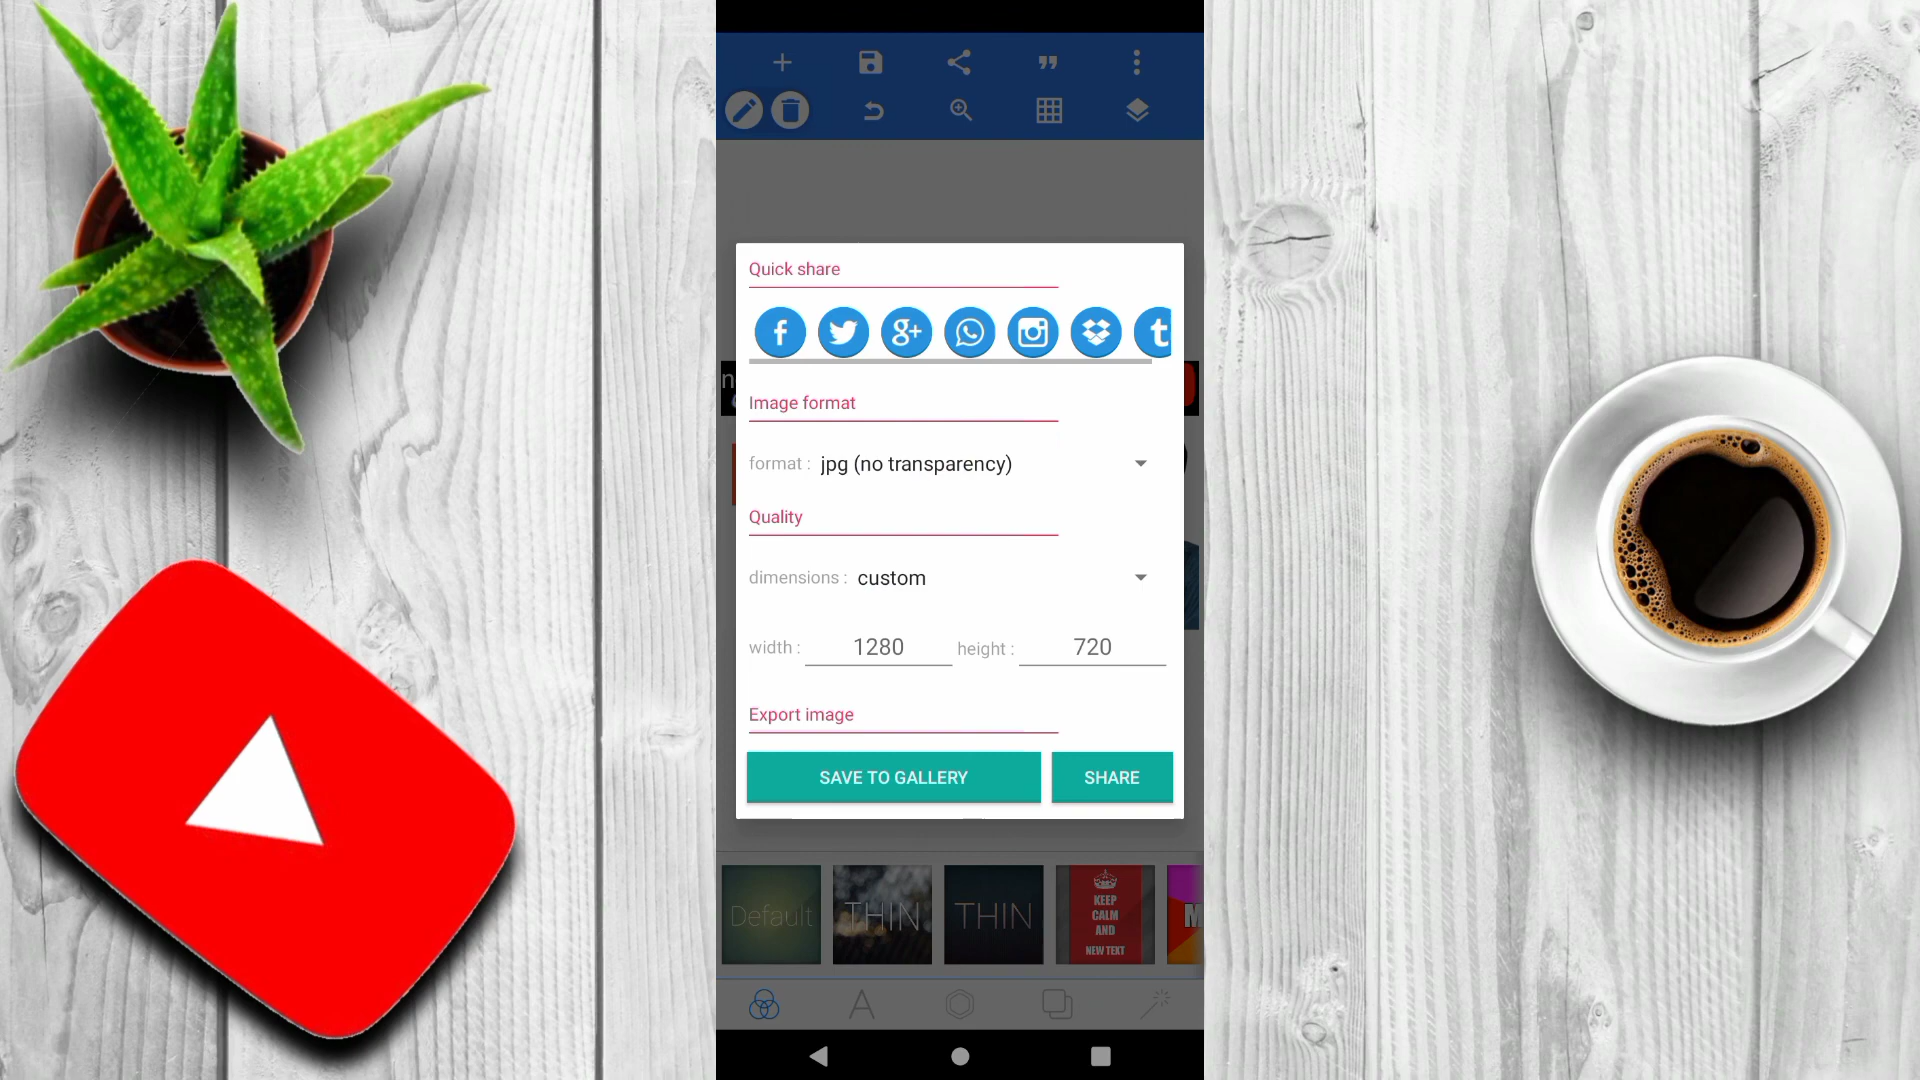 Quick share
Image format
format : jpg (no transparency)
Quality
dimensions : custom
width : 1280 height : 720
Export image
SAVE TO GALLERY SHARE
Default THIN THIN KEEP
CALM
AND
NEW TEXT
M